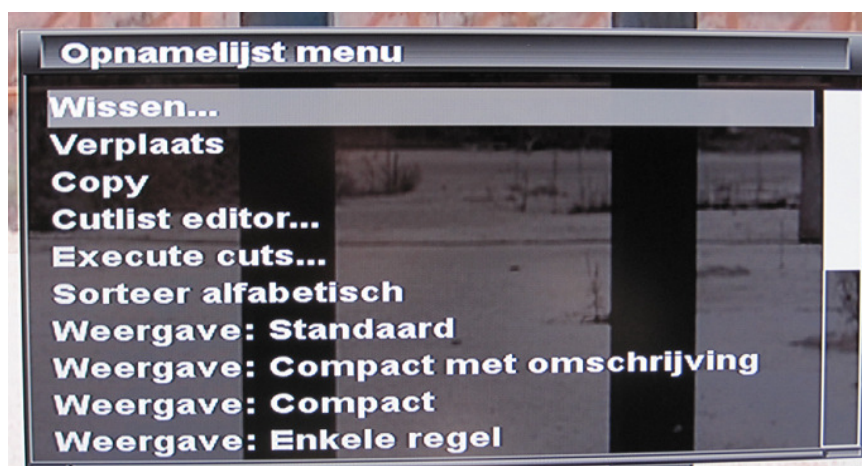 Opnamelijst menu
Wissen...
Verplaats
Copy
Cutlist editor...
Execute cuts...
Sorteer alfabetisch
Weergave: Standaard
Weergave: Compact met omschrijving
Weergave: Compact
Weergave: Enkele regel